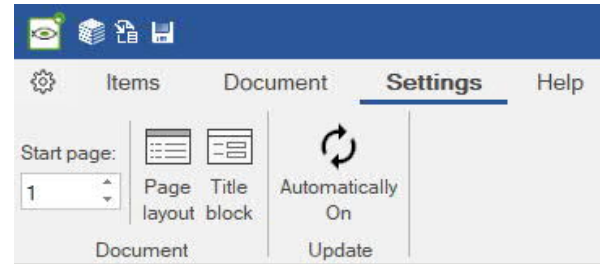 Items Document Settings Help
Start page:
1
Page layout
Title block
Automatically On
Document
Update